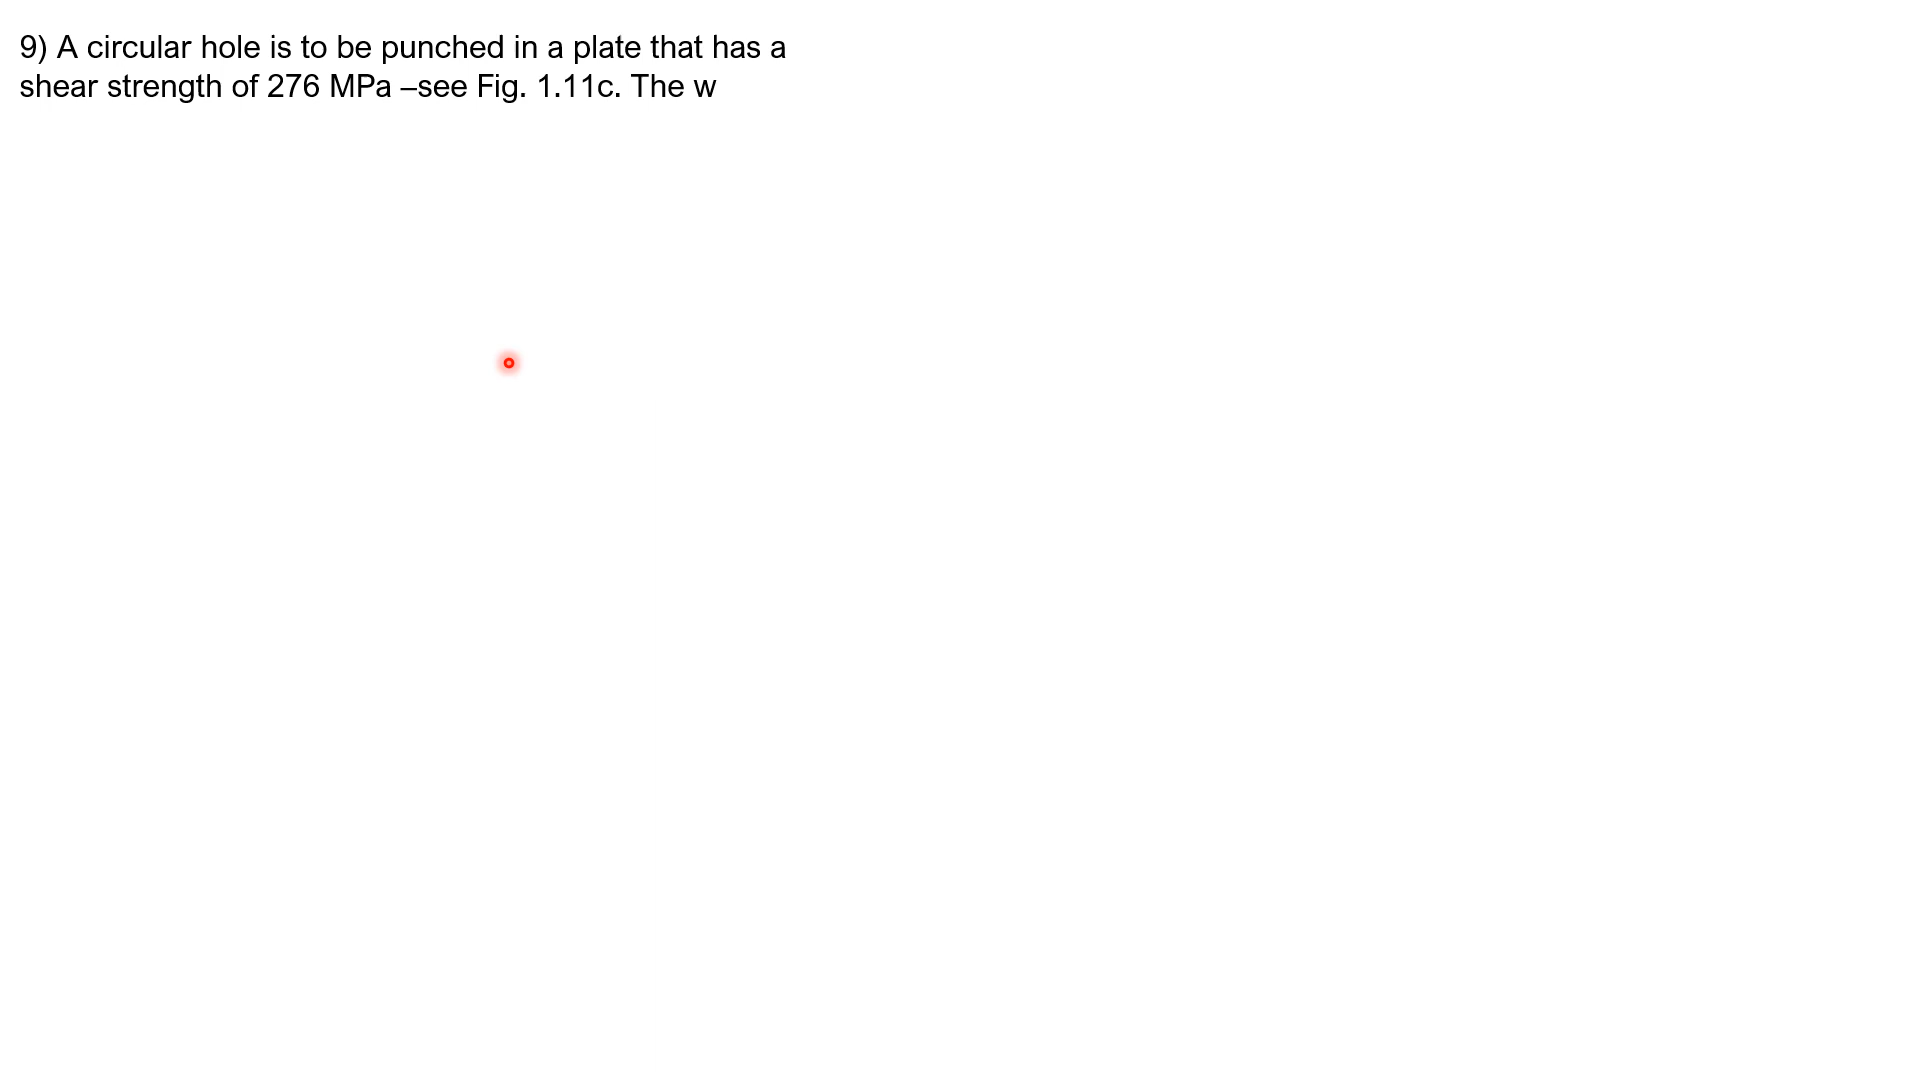 9) A circular hole is to be punched in a plate that has a
shear strength of 276 MPa –see Fig. 1.11c. The w